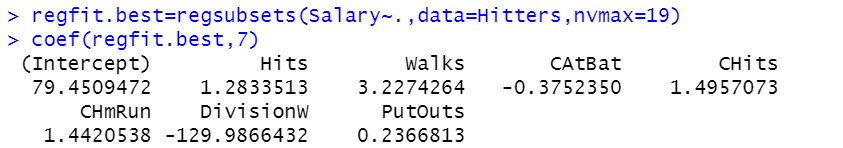 > regfit.best=regsubsets(Salary~.,data=Hitters,nvmax=19)
> coef(regfit.best,7)
(Intercept) Hits Walks CAtBat CHits
79.4509472 1.2833513 3.2274264 -0.3752350 1.4957073
CHmRun DivisionW PutOuts
1.4420538 -129.9866432 0.2366813